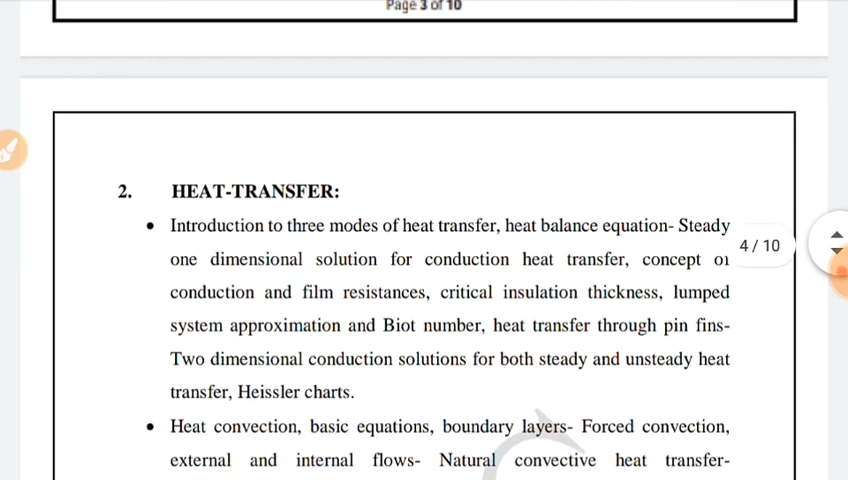 Page 3 of 10
2. HEAT-TRANSFER:
• Introduction to three modes of heat transfer, heat balance equation- Steady
4 / 10
one dimensional solution for conduction heat transfer, concept
conduction and film resistances, critical insulation thickness, lumped
system approximation and Biot number, heat transfer through pin fins-
Two dimensional conduction solutions for both steady and unsteady heat
transfer, Heissler charts.
• Heat convection, basic equations, boundary layers- Forced convection,
external and internal flows- Natural convective heat transfer-